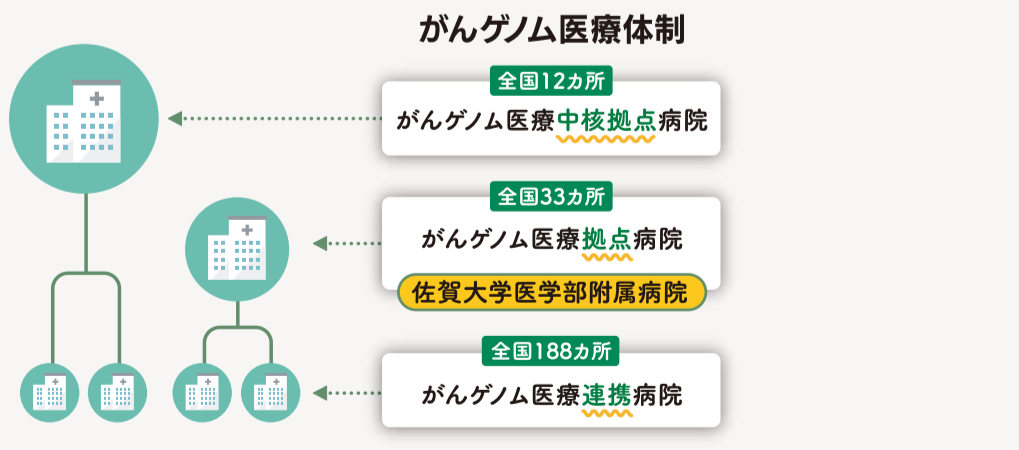 がんゲノム医療体制
全国12カ所
がんゲノム医療中核拠点病院
全国33カ所
がんゲノム医療拠点病院
佐賀大学医学部附属病院
全国188カ所
がんゲノム医療連携病院